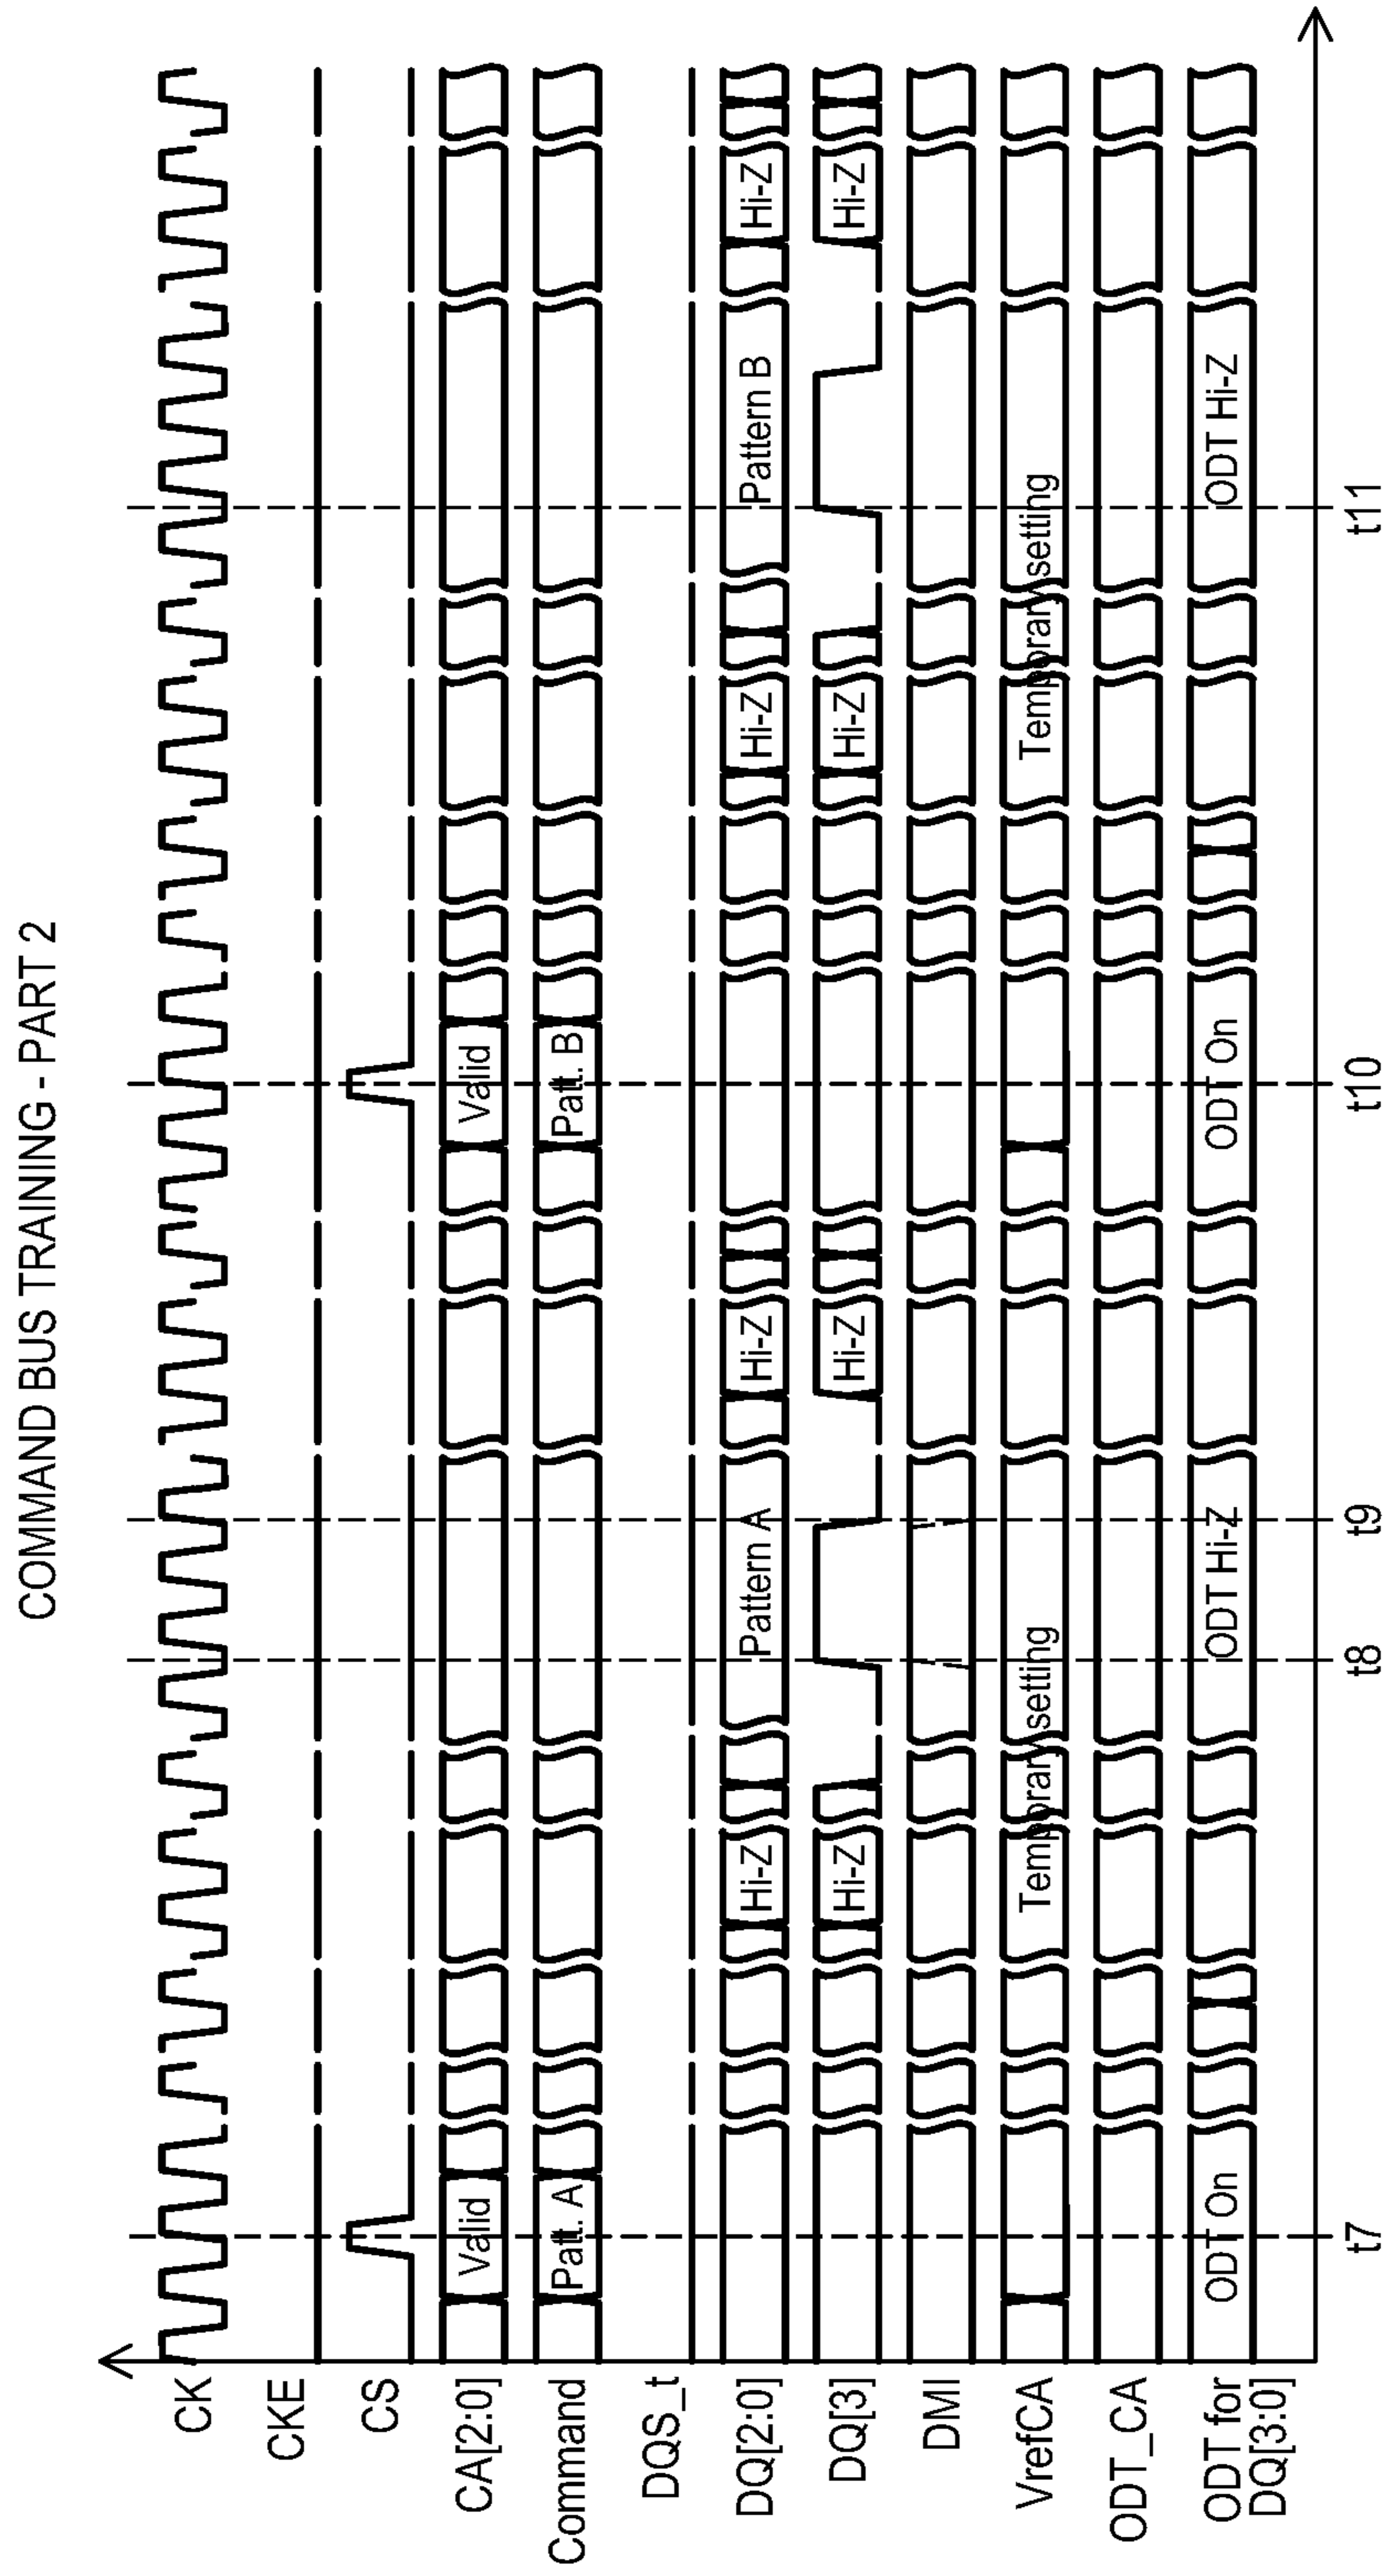 COMMAND BUS TRAINING - PART 2
CK
CKE
CS
CA[2:0]
Valid
Valid
Command
Patt. A
Patt. B
DQS_t
DQ[2:0]
Hi-Z
Pattern A
Hi-Z
Hi-Z
Pattern B
Hi-Z
DQ[3]
Hi-Z
Hi-Z
Hi-Z
Hi-Z
DMI
VrefCA
Temporary setting
Temporary setting
ODT_CA
ODT for
DQ[3:0]
ODT On
ODT Hi-Z
ODT On
ODT Hi-Z
t7
t8
t9
t10
t11